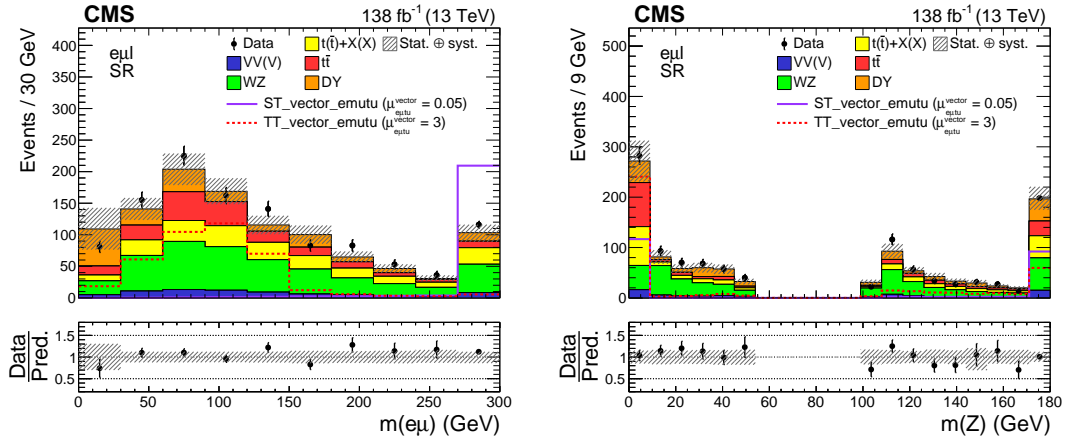 CMS 138 fb⁻¹ (13 TeV)
Events / 30 GeV
400
350
300
250
200
150
100
50
0
eμl
SR
Data
t(t̄)+X(X)
Stat. ⊕ syst.
VV(V)
tt̄
WZ
DY
ST_vector_emutu (μ^vector_eμtu = 0.05)
TT_vector_emutu (μ^vector_eμtu = 3)
Data
Pred.
1.5
1
0.5
0 50 100 150 200 250 300
m(eμ) (GeV)
CMS 138 fb⁻¹ (13 TeV)
Events / 9 GeV
500
400
300
200
100
0
eμl
SR
Data
t(t̄)+X(X)
Stat. ⊕ syst.
VV(V)
tt̄
WZ
DY
ST_vector_emutu (μ^vector_eμtu = 0.05)
TT_vector_emutu (μ^vector_eμtu = 3)
Data
Pred.
1.5
1
0.5
0 20 40 60 80 100 120 140 160 180
m(Z) (GeV)